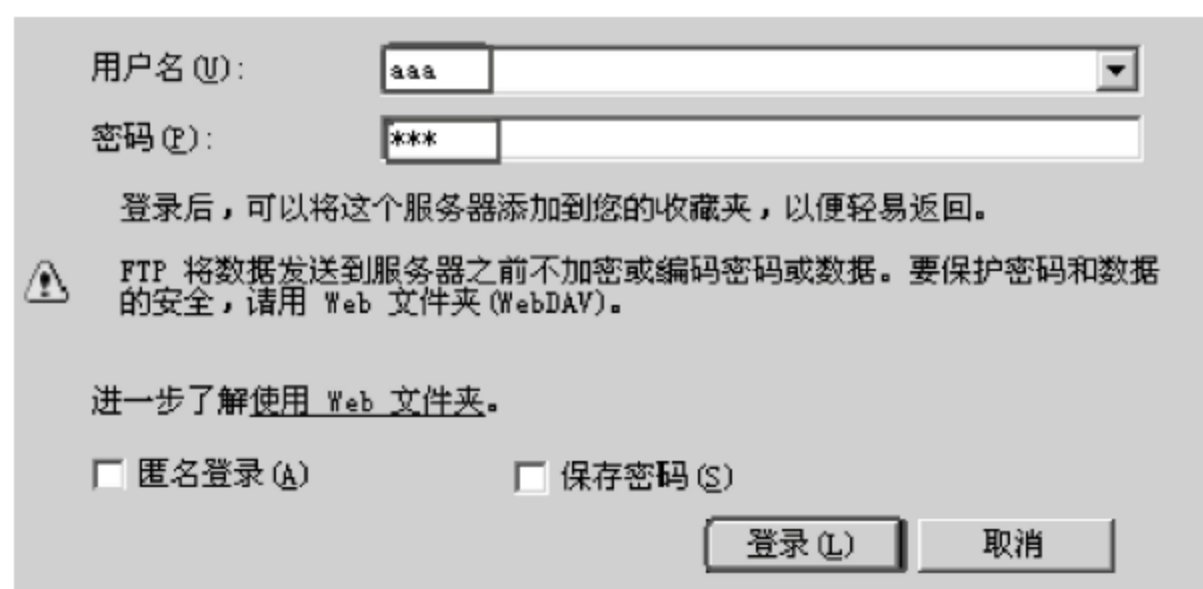 用户名(U):
aaa
密码(P):
***
登录后，可以将这个服务器添加到您的收藏夹，以便轻易返回。
FTP 将数据发送到服务器之前不加密或编码密码或数据。要保护密码和数据
的安全，请用 Web 文件夹(WebDAV)。
进一步了解使用 Web 文件夹。
匿名登录(A) 保存密码(S)
登录(L) 取消